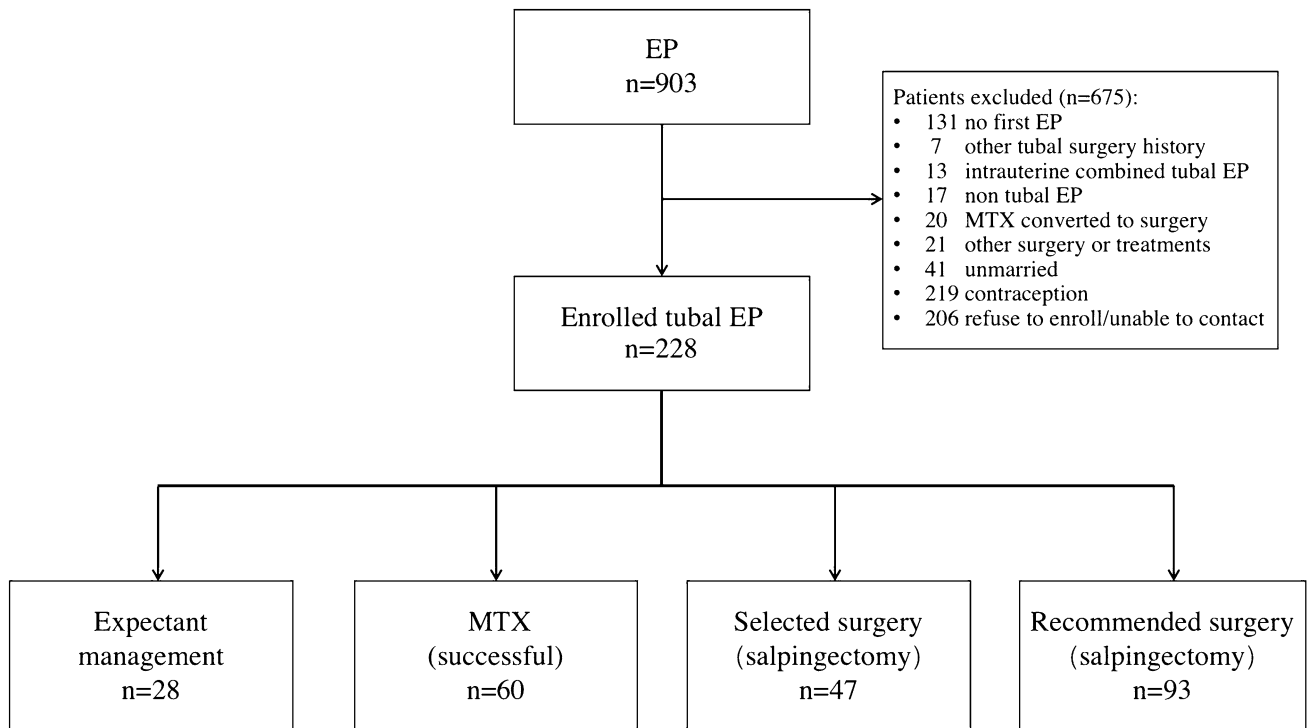 EP
n=903
Patients excluded (n=675):
• 131 no first EP
• 7 other tubal surgery history
• 13 intrauterine combined tubal EP
• 17 non tubal EP
• 20 MTX converted to surgery
• 21 other surgery or treatments
• 41 unmarried
• 219 contraception
• 206 refuse to enroll/unable to contact
Enrolled tubal EP
n=228
Expectant
management
n=28
MTX
(successful)
n=60
Selected surgery
(salpingectomy)
n=47
Recommended surgery
(salpingectomy)
n=93